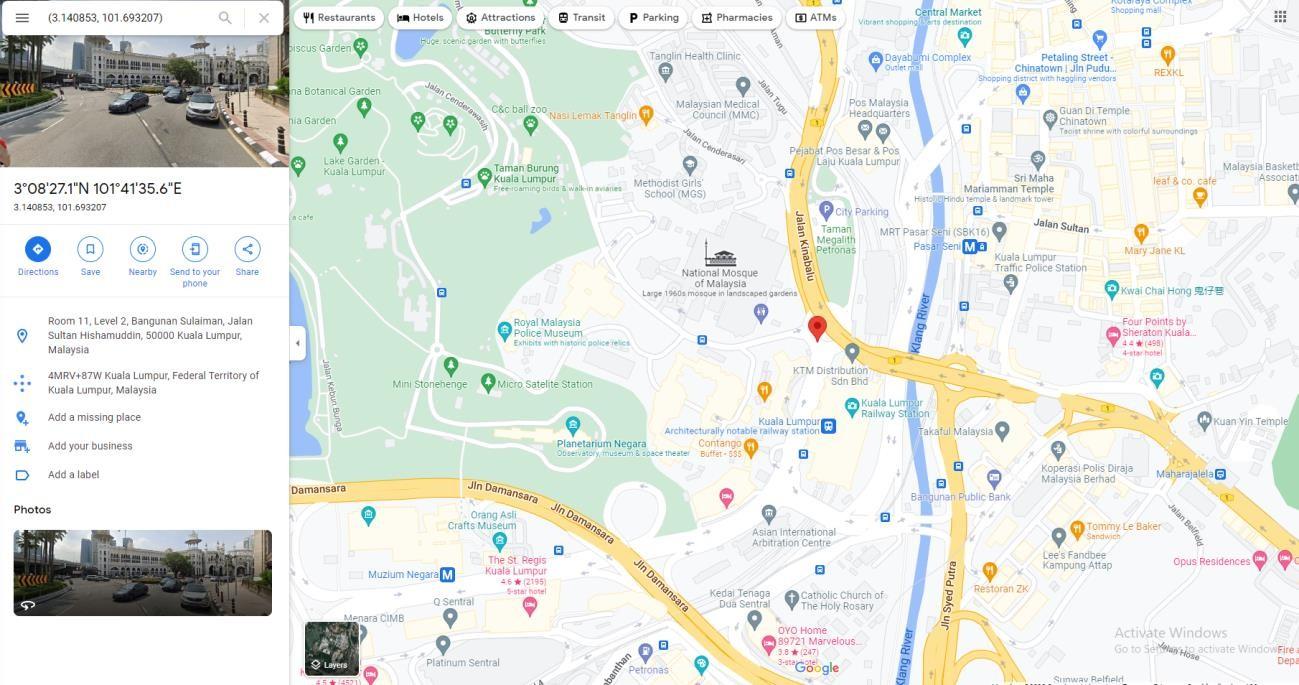 (3.140853, 101.693207)
Restaurants
Hotels
Attractions
Transit
Parking
Pharmacies
ATMs
3°08'27.1"N 101°41'35.6"E
3.140853, 101.693207
Directions
Save
Nearby
Send to your
phone
Share
Room 11, Level 2, Bangunan Sulaiman, Jalan
Sultan Hishamuddin, 50000 Kuala Lumpur,
Malaysia
4MRV+87W Kuala Lumpur, Federal Territory of
Kuala Lumpur, Malaysia
Add a missing place
Add your business
Add a label
Photos
Butterfly Park
Huge, scenic garden with butterflies
biscus Garden
na Botanical Garden
nia Garden
Jalan Cenderawasih
C&c ball zoo
Nasi Lemak Tanglin
Lake Garden -
Kuala Lumpur
Taman Burung
Kuala Lumpur
Free-roaming birds & walk-in aviaries
a cafe
Tanglin Health Clinic
Malaysian Medical
Council (MMC)
Jalan Tugu
Jalan Cenderasari
Methodist Girls'
School (MGS)
Central Market
Vibrant shopping & arts destination
Dayabumi Complex
Outlet mall
Pos Malaysia
Headquarters
Pejabat Pos Besar & Pos
Laju Kuala Lumpur
Kotaraya Complex
Shopping mall
Petaling Street -
Chinatown | Jln Pudu...
Shopping district with haggling vendors
REXKL
Guan Di Temple
Chinatown
Taoist shrine with colorful surroundings
Sri Maha
Mariamman Temple
Historic Hindu temple & landmark tower
Malaysia Basketb
Associati
leaf & co. cafe
City Parking
Taman
Megalith
Petronas
Jalan Kinabalu
MRT Pasar Seni (SBK16)
Pasar Seni
Jalan Sultan
Mary Jane KL
Kuala Lumpur
Traffic Police Station
Kwai Chai Hong 鬼仔巷
National Mosque
of Malaysia
Large 1960s mosque in landscaped gardens
Klang River
Royal Malaysia
Police Museum
Exhibits with historic police relics
Four Points by
Sheraton Kuala...
4.4 ★ (498)
4-star hotel
KTM Distribution
Sdn Bhd
Mini Stonehenge
Micro Satellite Station
Jalan Kebun Bunga
Kuala Lumpur
Architecturally notable railway station
Kuala Lumpur
Railway Station
Contango
Buffet - $$$
Planetarium Negara
Observatory, museum & space theater
Takaful Malaysia
Kuan Yin Temple
Koperasi Polis Diraja
Malaysia Berhad
Maharajalela
Bangunan Public Bank
Damansara
Jln Damansara
Jln Damansara
Jln Damansara
Orang Asli
Crafts Museum
Asian International
Arbitration Centre
Jalan Belfield
Tommy Le Baker
Sandwich
Lee's Fandbee
Kampung Attap
Opus Residences
The St. Regis
Kuala Lumpur
4.6 ★ (2195)
5-star hotel
Muzium Negara
Q Sentral
Menara CIMB
Platinum Sentral
Restoran ZK
Jln Syed Putra
Kedai Tenaga
Dua Sentral
Catholic Church of
The Holy Rosary
OYO Home
89721 Marvelous...
3.8 ★ (247)
3-star hotel
Petronas
Klang River
Layers
Google
4.5 ★ (4521)
Activate Windows
Go to Settings to activate Windows.
Jalan Hose
Sunway Belfield